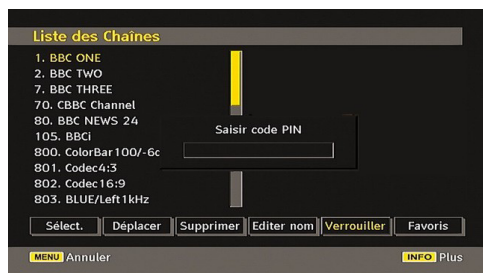 Liste des Chaînes
1. BBC ONE
2. BBC TWO
7. BBC THREE
70. CBBC Channel
80. BBC NEWS 24
105. BBCi
800. ColorBar100/-6d
801. Codec4:3
802. Codec16:9
803. BLUE/Left1kHz
Saisir code PIN
Sélect. Déplacer Supprimer Editer nom Verrouiller Favoris
MENU Annuler INFO Plus